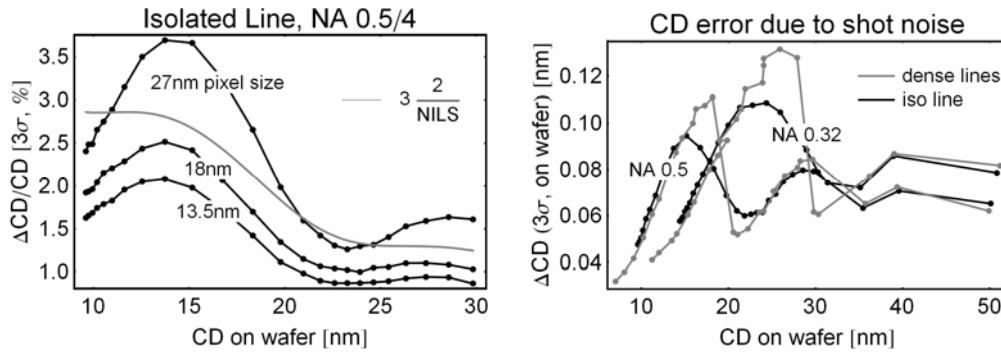 Isolated Line, NA 0.5/4
ΔCD/CD [3σ, %]
3.5
3.0
2.5
2.0
1.5
1.0
27nm pixel size
18nm
13.5nm
3 2/NILS
10 15 20 25 30
CD on wafer [nm]
CD error due to shot noise
ΔCD (3σ, on wafer) [nm]
0.12
0.10
0.08
0.06
0.04
dense lines
iso line
NA 0.32
NA 0.5
10 20 30 40 50
CD on wafer [nm]